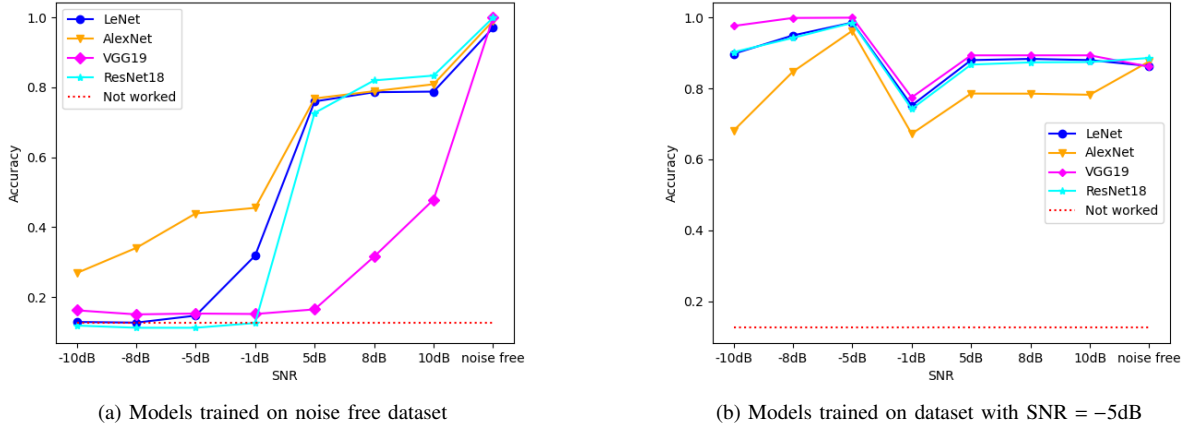 1.0
0.8
0.6
0.4
0.2
Accuracy
LeNet
AlexNet
VGG19
ResNet18
Not worked
-10dB -8dB -5dB -1dB 5dB 8dB 10dB noise free
SNR
(a) Models trained on noise free dataset
1.0
0.8
0.6
0.4
0.2
Accuracy
LeNet
AlexNet
VGG19
ResNet18
Not worked
-10dB -8dB -5dB -1dB 5dB 8dB 10dB noise free
SNR
(b) Models trained on dataset with SNR = −5dB